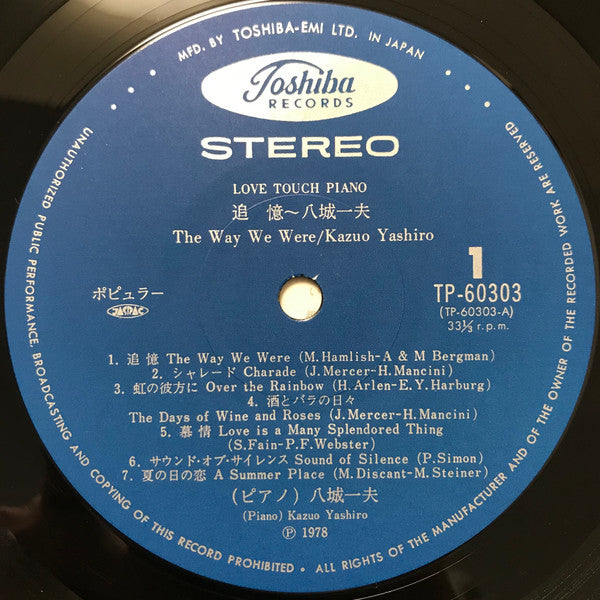 MFD. BY TOSHIBA-EMI LTD. IN JAPAN
Toshiba
RECORDS
STEREO
LOVE TOUCH PIANO
追 憶〜八城一夫
The Way We Were/Kazuo Yashiro
1
TP-60303
(TP-60303-A)
33⅓ r.p.m.
ポピュラー
JASRAC
1. 追 憶 The Way We Were (M.Hamlish-A & M Bergman)
2. シャレード Charade (J.Mercer-H.Mancini)
3. 虹の彼方に Over the Rainbow (H.Arlen-E.Y.Harburg)
4. 酒とバラの日々
The Days of Wine and Roses (J.Mercer-H.Mancini)
5. 慕 情 Love is a Many Splendored Thing
(S.Fain-P.F.Webster)
6. サウンド・オブ・サイレンス Sound of Silence (P.Simon)
7. 夏の日の恋 A Summer Place (M.Discant-M.Steiner)
(ピアノ) 八城一夫
(Piano) Kazuo Yashiro
Ⓟ 1978
UNAUTHORIZED PUBLIC PERFORMANCE, BROADCASTING AND COPYING OF THIS RECORD PROHIBITED • ALL RIGHTS OF THE MANUFACTURER AND OF THE OWNER OF THE RECORDED WORK ARE RESERVED